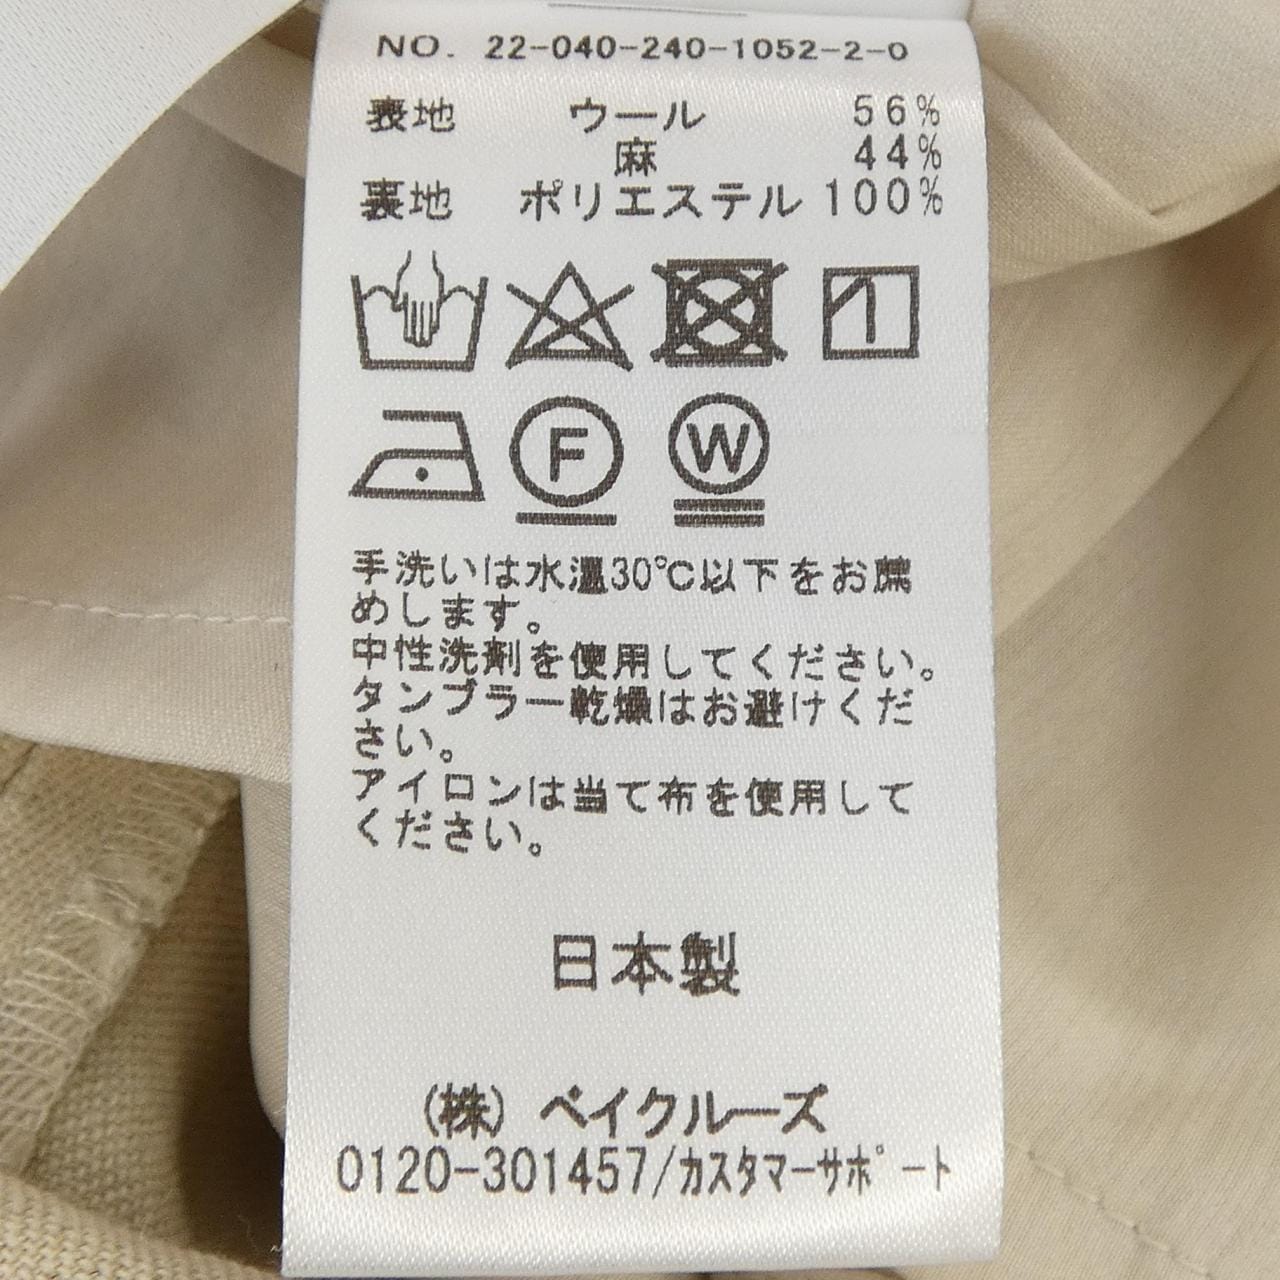 NO. 22-040-240-1052-2-0
表地 ウール 56%
麻 44%
裏地 ポリエステル 100%
F W
手洗いは水温30℃以下をお薦
めします。
中性洗剤を使用してください。
タンブラー乾燥はお避けくだ
さい。
アイロンは当て布を使用して
ください。
日本製
(株) ベイクルーズ
0120-301457/カスタマーサポート